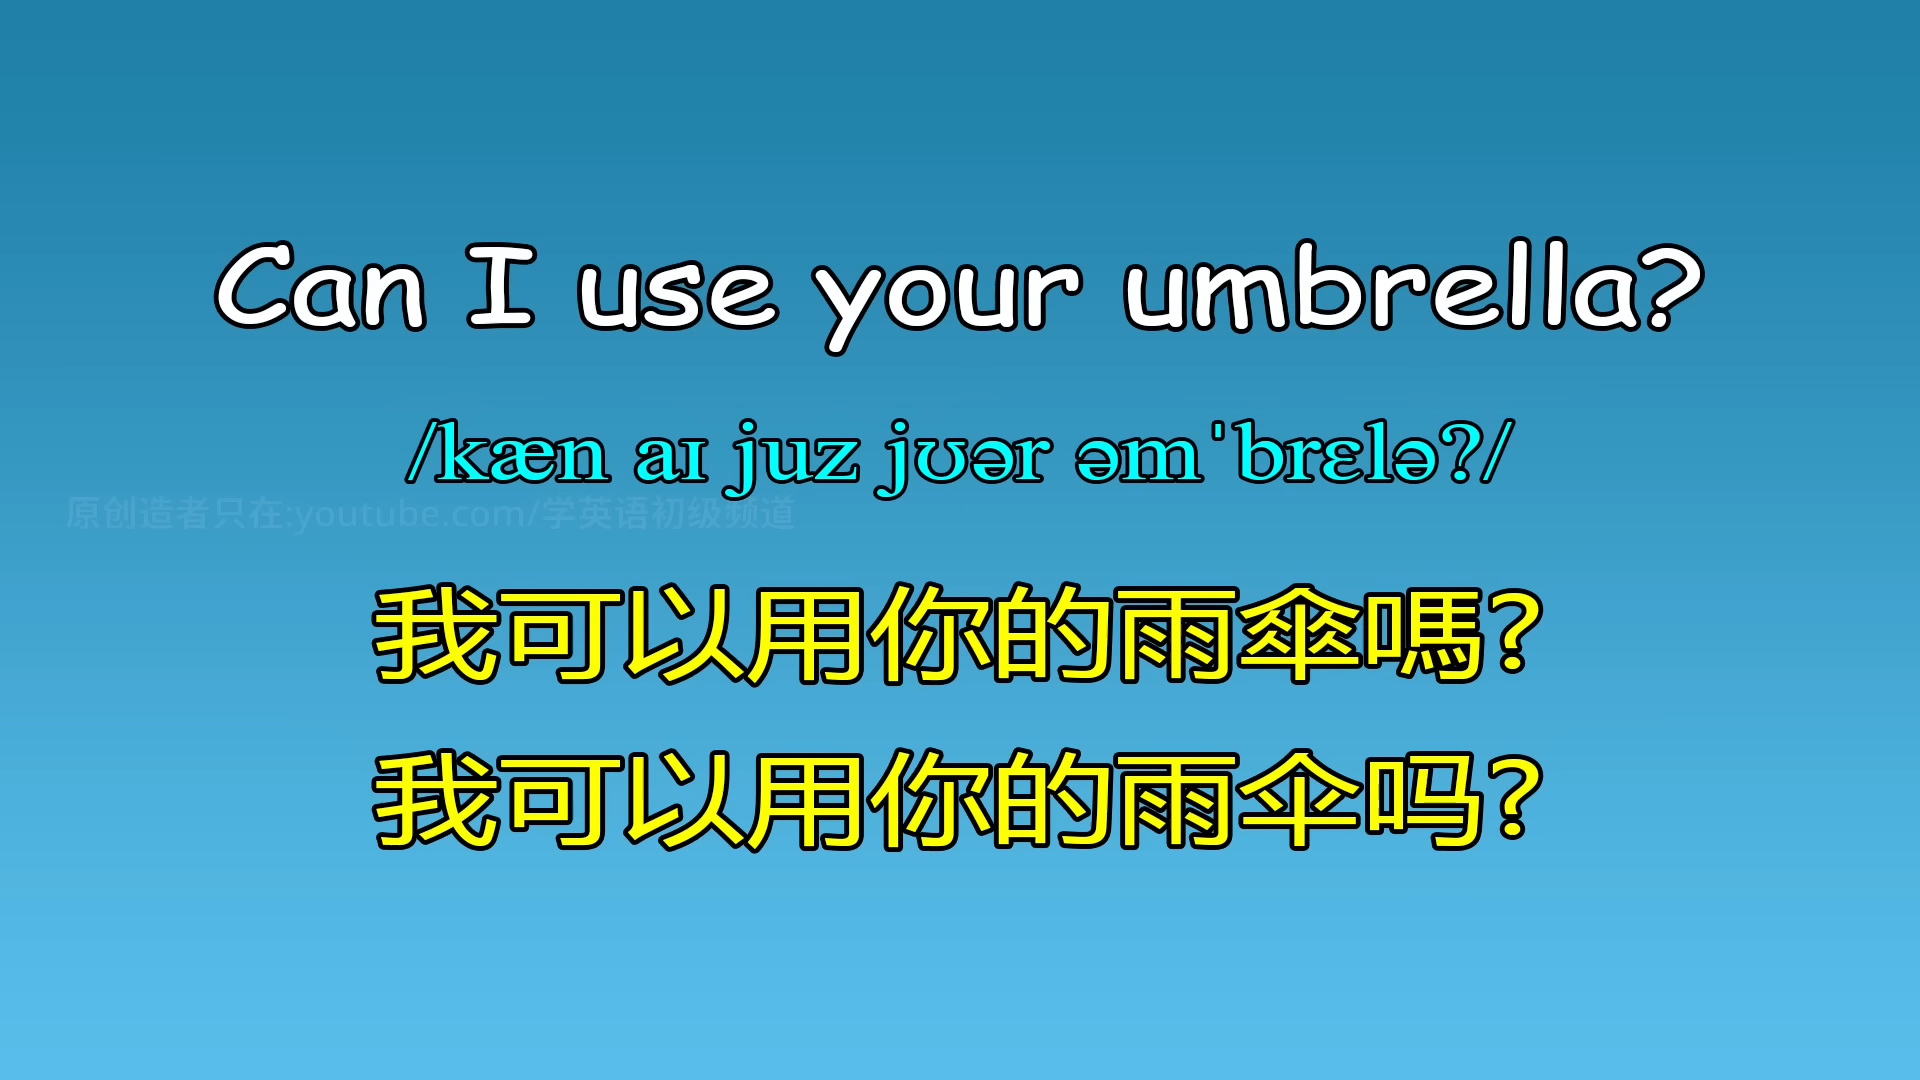 Can I use your umbrella?
/kæn aɪ juz jʊər əmˈbrɛlə?/
原创造者只在:youtube.com/学英语初级频道
我可以用你的雨傘嗎?
我可以用你的雨伞吗?